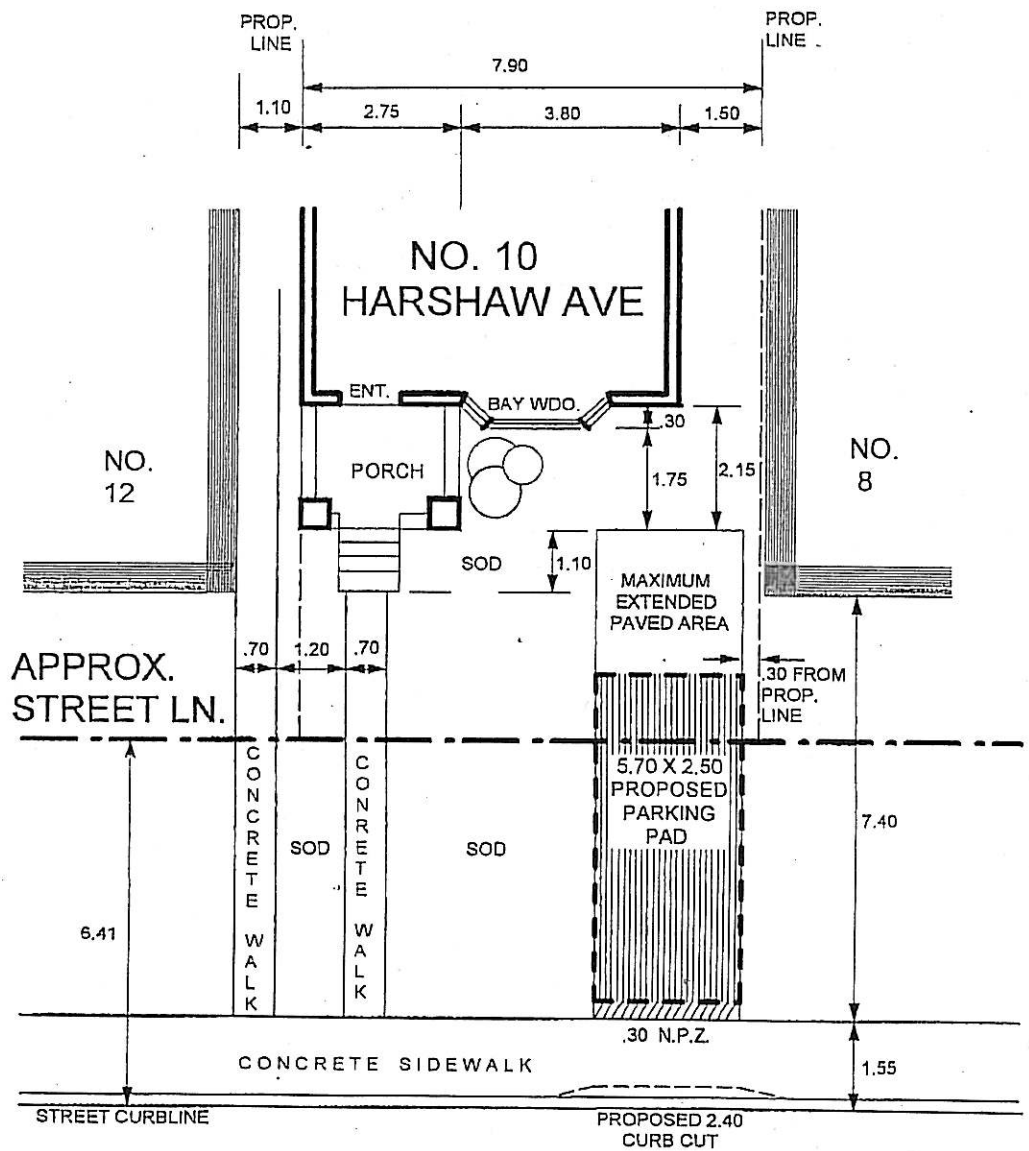 PROP.
LINE
PROP.
LINE
7.90
1.10
2.75
3.80
1.50
NO. 10
HARSHAW AVE
ENT.
BAY WDO.
.30
NO.
12
PORCH
1.75
2.15
NO.
8
SOD
1.10
MAXIMUM
EXTENDED
PAVED AREA
.70
1.20
.70
APPROX.
STREET LN.
.30 FROM
PROP.
LINE
CONCRETE WALK
CONRETE WALK
5.70 X 2.50
PROPOSED
PARKING
PAD
7.40
SOD
SOD
6.41
.30 N.P.Z.
CONCRETE SIDEWALK
1.55
STREET CURBLINE
PROPOSED 2.40
CURB CUT